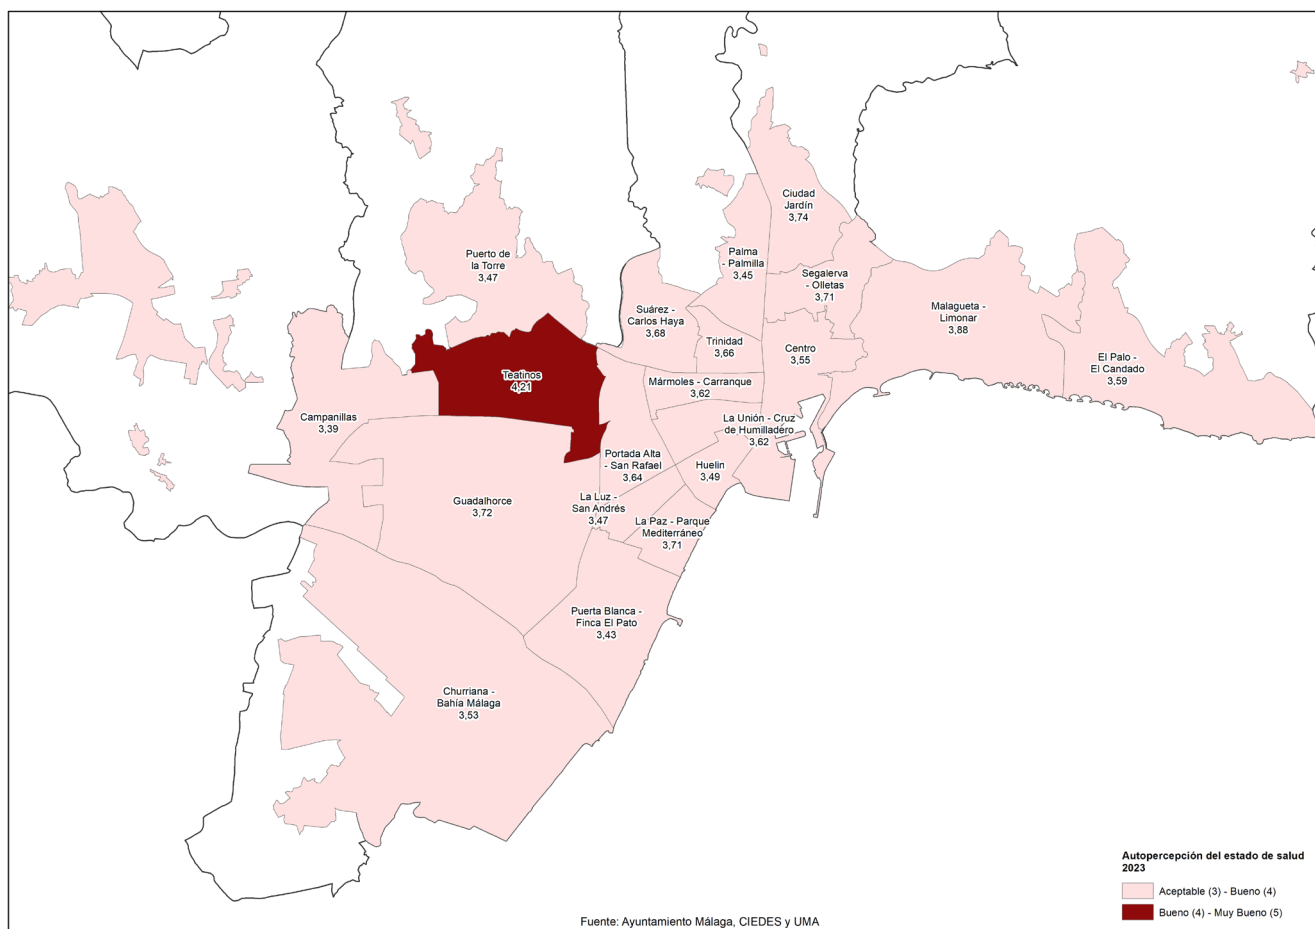 Ciudad
Jardín
3,74
Puerto de
la Torre
3,47
Palma
- Palmilla
3,45
Segalerva
- Olletas
3,71
Malagueta -
Limonar
3,88
Suárez -
Carlos Haya
3,68
Trinidad
3,66
Centro
3,55
El Palo -
El Candado
3,59
Teatinos
4,21
Mármoles - Carranque
3,62
Campanillas
3,39
La Unión - Cruz
de Humilladero
3,62
Portada Alta
- San Rafael
3,64
Huelin
3,49
Guadalhorce
3,72
La Luz -
San Andrés
3,47
La Paz - Parque
Mediterráneo
3,71
Puerta Blanca -
Finca El Pato
3,43
Churriana -
Bahía Málaga
3,53
Autopercepción del estado de salud
2023
Aceptable (3) - Bueno (4)
Bueno (4) - Muy Bueno (5)
Fuente: Ayuntamiento Málaga, CIEDES y UMA